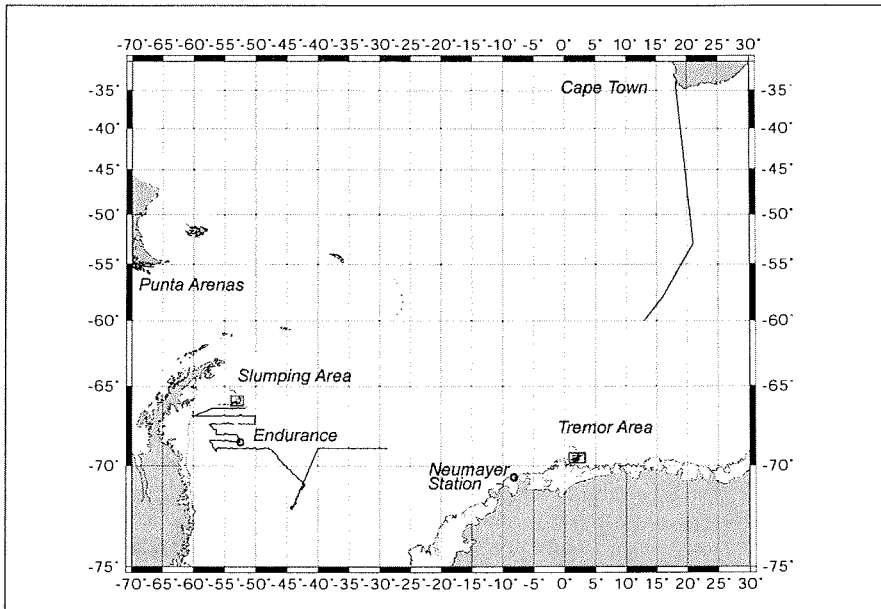 -70° -65° -60° -55° -50° -45° -40° -35° -30° -25° -20° -15° -10° -5° 0° 5° 10° 15° 20° 25° 30°
Cape Town
-35° -35°
-40° -40°
-45° -45°
-50° -50°
-55° -55°
Punta Arenas
-60° -60°
Slumping Area
-65° -65°
Endurance
Tremor Area
Neumayer
Station
-70° -70°
-75° -75°
-70° -65° -60° -55° -50° -45° -40° -35° -30° -25° -20° -15° -10° -5° 0° 5° 10° 15° 20° 25° 30°